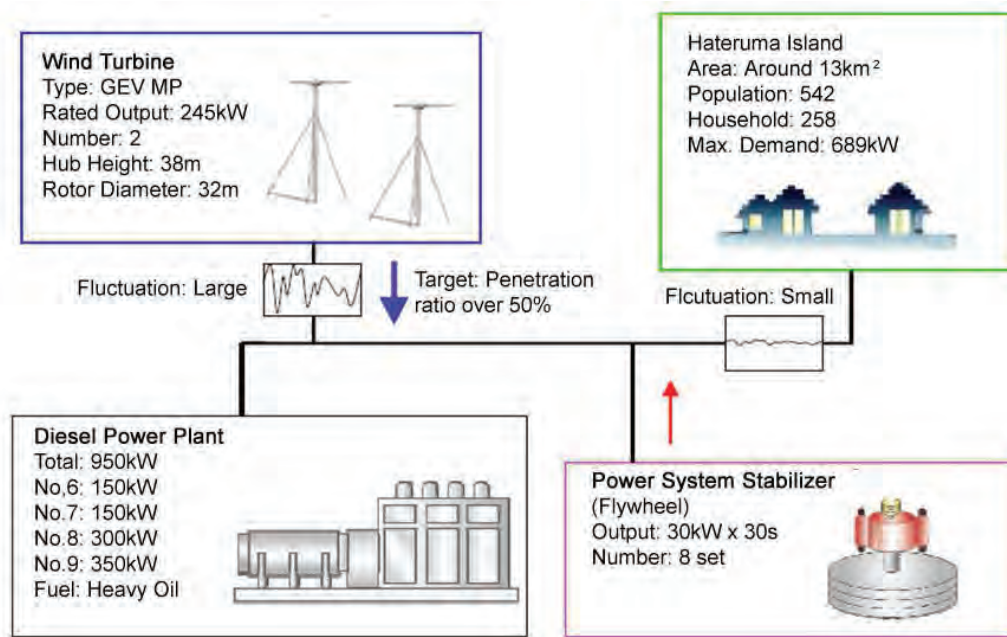 Wind Turbine
Type: GEV MP
Rated Output: 245kW
Number: 2
Hub Height: 38m
Rotor Diameter: 32m
Hateruma Island
Area: Around 13km²
Population: 542
Household: 258
Max. Demand: 689kW
Fluctuation: Large
Target: Penetration
ratio over 50%
Flcutuation: Small
Diesel Power Plant
Total: 950kW
No,6: 150kW
No.7: 150kW
No.8: 300kW
No.9: 350kW
Fuel: Heavy Oil
Power System Stabilizer
(Flywheel)
Output: 30kW x 30s
Number: 8 set